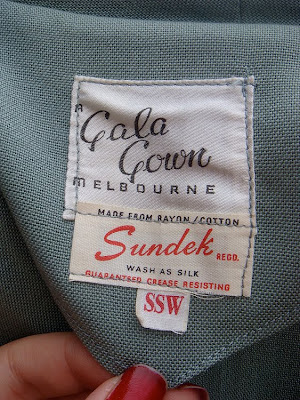 A
Gala
Gown
MELBOURNE
MADE FROM RAYON/COTTON
Sundek REGD.
WASH AS SILK
GUARANTEED CREASE RESISTING
SSW